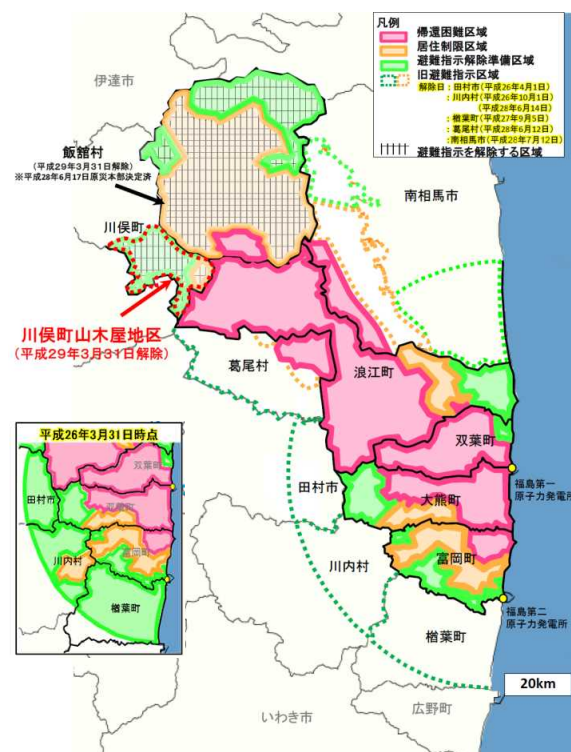 凡例
帰還困難区域
居住制限区域
避難指示解除準備区域
旧避難指示区域
解除日：田村市(平成26年4月1日)
：川内村(平成26年10月1日)
(平成28年6月14日)
：楢葉町(平成27年9月5日)
：葛尾村(平成28年6月12日)
：南相馬市(平成28年7月12日)
避難指示を解除する区域
伊達市
飯舘村
(平成29年3月31日解除)
※平成28年6月17日原災本部決定済
南相馬市
川俣町
川俣町山木屋地区
(平成29年3月31日解除)
葛尾村
浪江町
双葉町
福島第一
原子力発電所
田村市
大熊町
川内村
富岡町
福島第二
原子力発電所
楢葉町
20km
広野町
いわき市
平成26年3月31日時点
双葉町
田村市
大熊町
川内村
富岡町
楢葉町